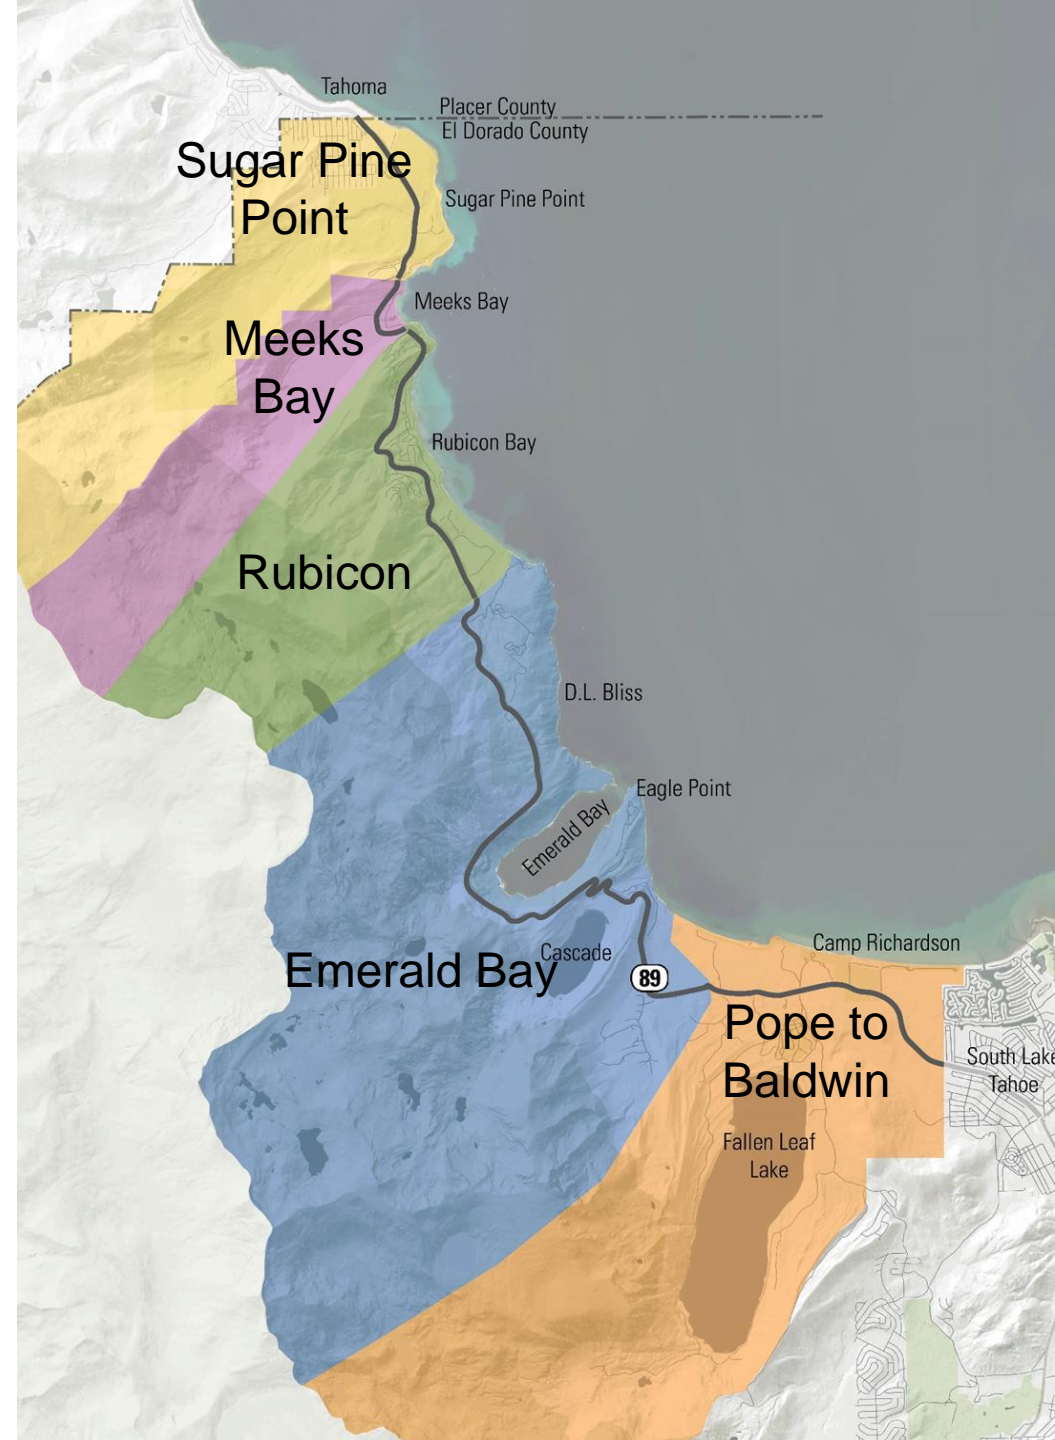 Tahoma
Placer County
El Dorado County
Sugar Pine
Point
Sugar Pine Point
Meeks Bay
Meeks
Bay
Rubicon Bay
Rubicon
D.L. Bliss
Eagle Point
Emerald Bay
Camp Richardson
Cascade
Emerald Bay
89
Pope to
Baldwin
South Lake
Tahoe
Fallen Leaf
Lake